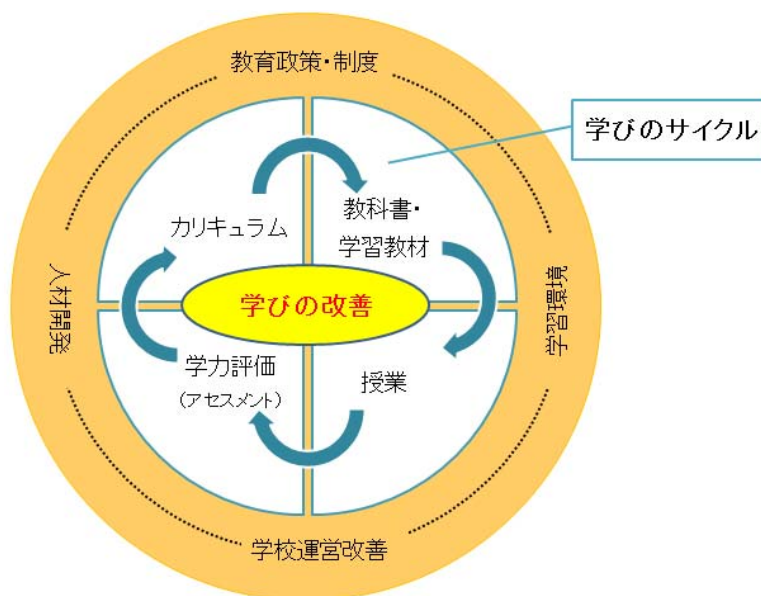 教育政策・制度
学びのサイクル
カリキュラム
教科書・
学習教材
人材開発
学びの改善
学習環境
学力評価
(アセスメント)
授業
学校運営改善